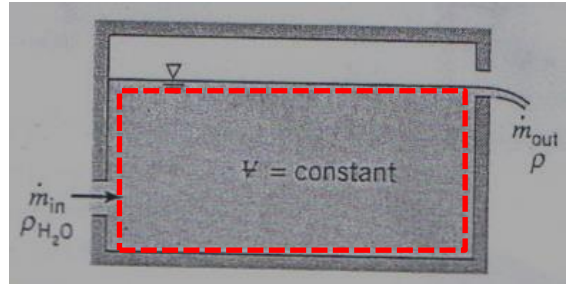 ṁout
ρ
V̶ = constant
ṁin
ρH₂O